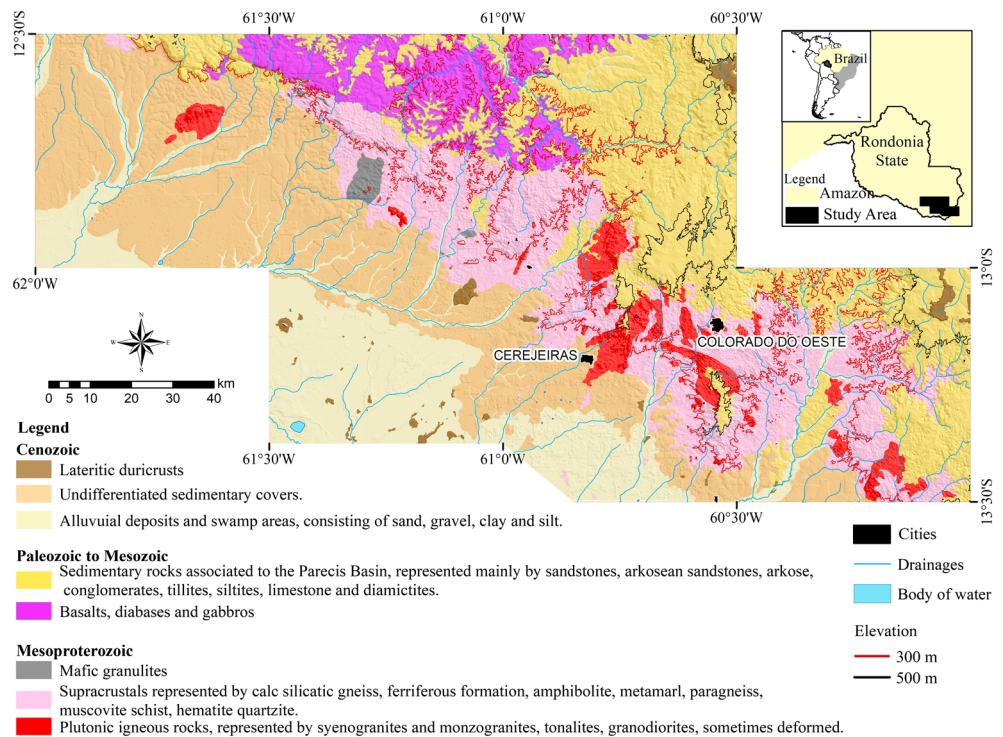 61°30'W
61°0'W
60°30'W
12°30'S
Brazil
Rondonia
State
Legend
Amazon
Study Area
62°0'W
13°0'S
N
W
E
S
CEREJEIRAS
COLORADO DO OESTE
0 5 10 20 30 40
km
61°30'W
61°0'W
60°30'W
13°30'S
Legend
Cenozoic
Lateritic duricrusts
Undifferentiated sedimentary covers.
Alluvuial deposits and swamp areas, consisting of sand, gravel, clay and silt.
Paleozoic to Mesozoic
Sedimentary rocks associated to the Parecis Basin, represented mainly by sandstones, arkosean sandstones, arkose,
conglomerates, tillites, siltites, limestone and diamictites.
Basalts, diabases and gabbros
Mesoproterozoic
Mafic granulites
Supracrustals represented by calc silicatic gneiss, ferriferous formation, amphibolite, metamarl, paragneiss,
muscovite schist, hematite quartzite.
Plutonic igneous rocks, represented by syenogranites and monzogranites, tonalites, granodiorites, sometimes deformed.
Cities
Drainages
Body of water
Elevation
300 m
500 m